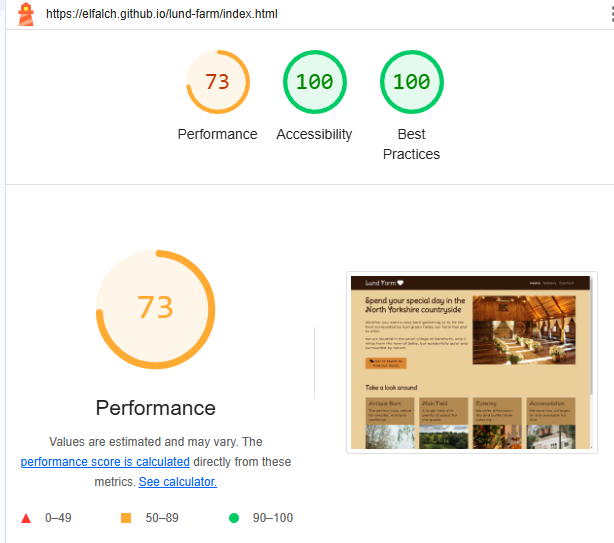 https://elfalch.github.io/lund-farm/index.html
73
100
100
Performance
Accessibility
Best
Practices
73
Performance
Values are estimated and may vary. The
performance score is calculated directly from these
metrics. See calculator.
0–49
50–89
90–100
Lund Farm
Home Gallery Contact
Spend your special day in the
North Yorkshire countryside
Take a look around
Antique Barn
Main Field
Catering
Accomodation